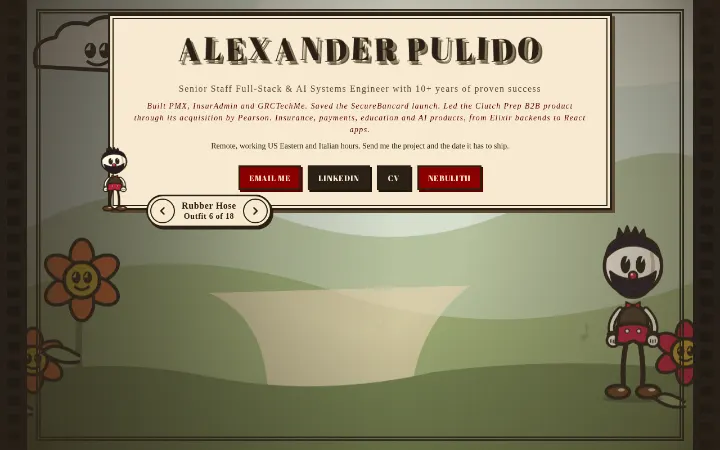 ALEXANDER PULIDO
Senior Staff Full-Stack & AI Systems Engineer with 10+ years of proven success
Built PMX, InsurAdmin and GRCTechMe. Saved the SecureBancard launch. Led the Clutch Prep B2B product
through its acquisition by Pearson. Insurance, payments, education and AI products, from Elixir backends to React
apps.
Remote, working US Eastern and Italian hours. Send me the project and the date it has to ship.
EMAIL ME
LINKEDIN
CV
NEBULITH
Rubber Hose
Outfit 6 of 18